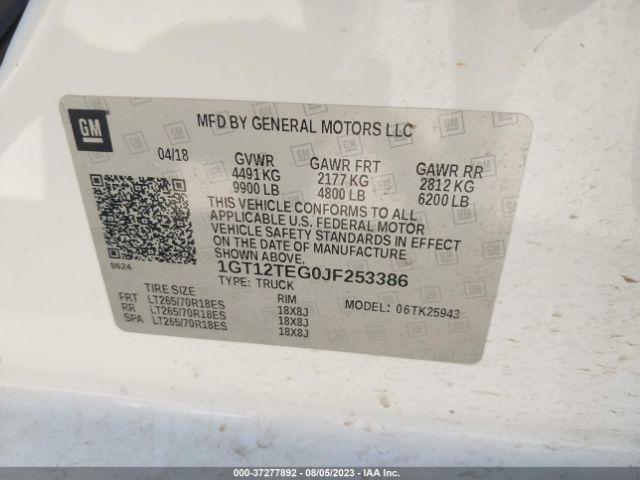 GM
MFD BY GENERAL MOTORS LLC
04/18 GVWR GAWR FRT GAWR RR
4491 KG 2177 KG 2812 KG
9900 LB 4800 LB 6200 LB
THIS VEHICLE CONFORMS TO ALL
APPLICABLE U.S. FEDERAL MOTOR
VEHICLE SAFETY STANDARDS IN EFFECT
ON THE DATE OF MANUFACTURE
SHOWN ABOVE.
8624
1GT12TEG0JF253386
TYPE: TRUCK
TIRE SIZE RIM MODEL: 06TK25943
FRT LT265/70R18ES 18X8J
RR LT265/70R18ES 18X8J
SPA LT265/70R18ES 18X8J
000-37277892 - 08/05/2023 - IAA Inc.